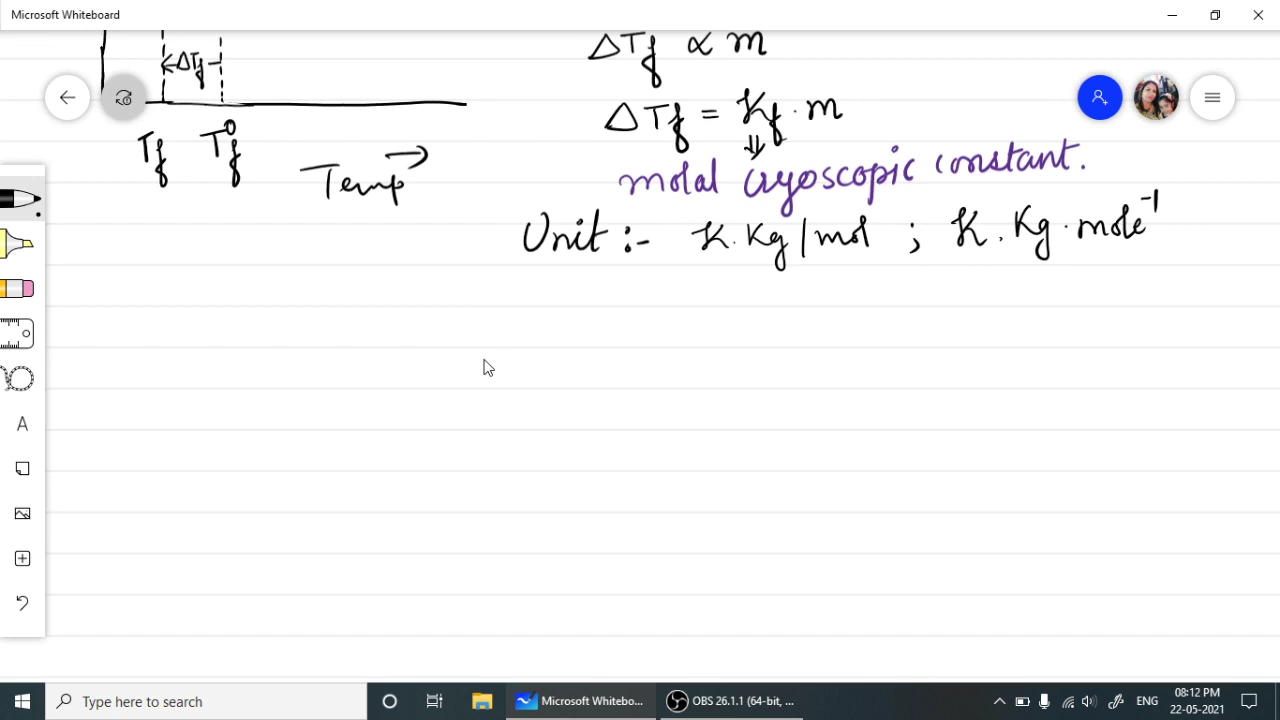 Microsoft Whiteboard
ΔTf
Tf Tf⁰
Temp →
ΔTf ∝ m
ΔTf = Kf · m
⇓
molal cryoscopic constant.
Unit :- K. Kg / mol ; K. Kg · mole⁻¹
A
Type here to search
Microsoft Whitebo...
OBS 26.1.1 (64-bit, ...
ENG
08:12 PM
22-05-2021